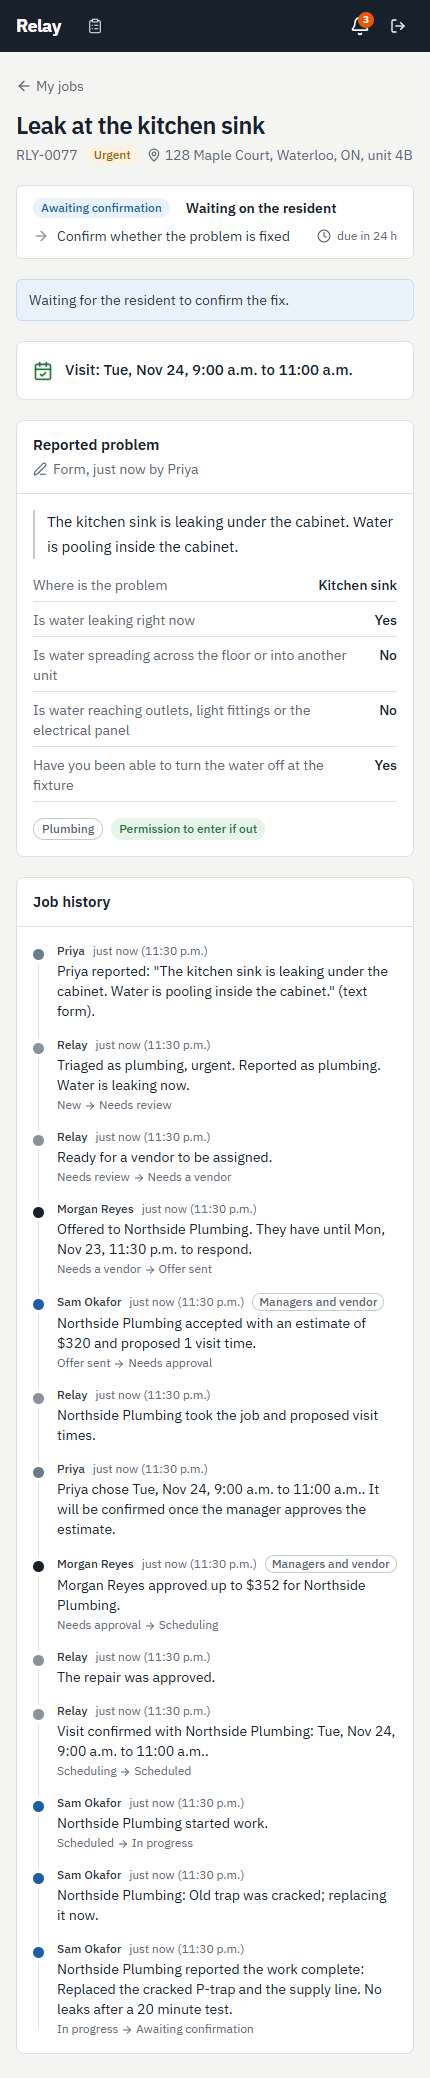 Relay
3
My jobs
Leak at the kitchen sink
RLY-0077 Urgent 128 Maple Court, Waterloo, ON, unit 4B
Awaiting confirmation Waiting on the resident
Confirm whether the problem is fixed due in 24 h
Waiting for the resident to confirm the fix.
Visit: Tue, Nov 24, 9:00 a.m. to 11:00 a.m.
Reported problem
Form, just now by Priya
The kitchen sink is leaking under the cabinet. Water
is pooling inside the cabinet.
Where is the problem Kitchen sink
Is water leaking right now Yes
Is water spreading across the floor or into another No
unit
Is water reaching outlets, light fittings or the No
electrical panel
Have you been able to turn the water off at the Yes
fixture
Plumbing Permission to enter if out
Job history
Priya just now (11:30 p.m.)
Priya reported: "The kitchen sink is leaking under the
cabinet. Water is pooling inside the cabinet." (text
form).
Relay just now (11:30 p.m.)
Triaged as plumbing, urgent. Reported as plumbing.
Water is leaking now.
New → Needs review
Relay just now (11:30 p.m.)
Ready for a vendor to be assigned.
Needs review → Needs a vendor
Morgan Reyes just now (11:30 p.m.)
Offered to Northside Plumbing. They have until Mon,
Nov 23, 11:30 p.m. to respond.
Needs a vendor → Offer sent
Sam Okafor just now (11:30 p.m.) Managers and vendor
Northside Plumbing accepted with an estimate of
$320 and proposed 1 visit time.
Offer sent → Needs approval
Relay just now (11:30 p.m.)
Northside Plumbing took the job and proposed visit
times.
Priya just now (11:30 p.m.)
Priya chose Tue, Nov 24, 9:00 a.m. to 11:00 a.m.. It
will be confirmed once the manager approves the
estimate.
Morgan Reyes just now (11:30 p.m.) Managers and vendor
Morgan Reyes approved up to $352 for Northside
Plumbing.
Needs approval → Scheduling
Relay just now (11:30 p.m.)
The repair was approved.
Relay just now (11:30 p.m.)
Visit confirmed with Northside Plumbing: Tue, Nov 24,
9:00 a.m. to 11:00 a.m..
Scheduling → Scheduled
Sam Okafor just now (11:30 p.m.)
Northside Plumbing started work.
Scheduled → In progress
Sam Okafor just now (11:30 p.m.)
Northside Plumbing: Old trap was cracked; replacing
it now.
Sam Okafor just now (11:30 p.m.)
Northside Plumbing reported the work complete:
Replaced the cracked P-trap and the supply line. No
leaks after a 20 minute test.
In progress → Awaiting confirmation